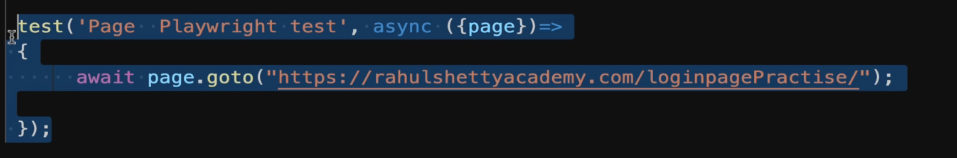 test('Page  Playwright test', async ({page})=>
{
      await page.goto("https://rahulshettyacademy.com/loginpagePractise/");
});